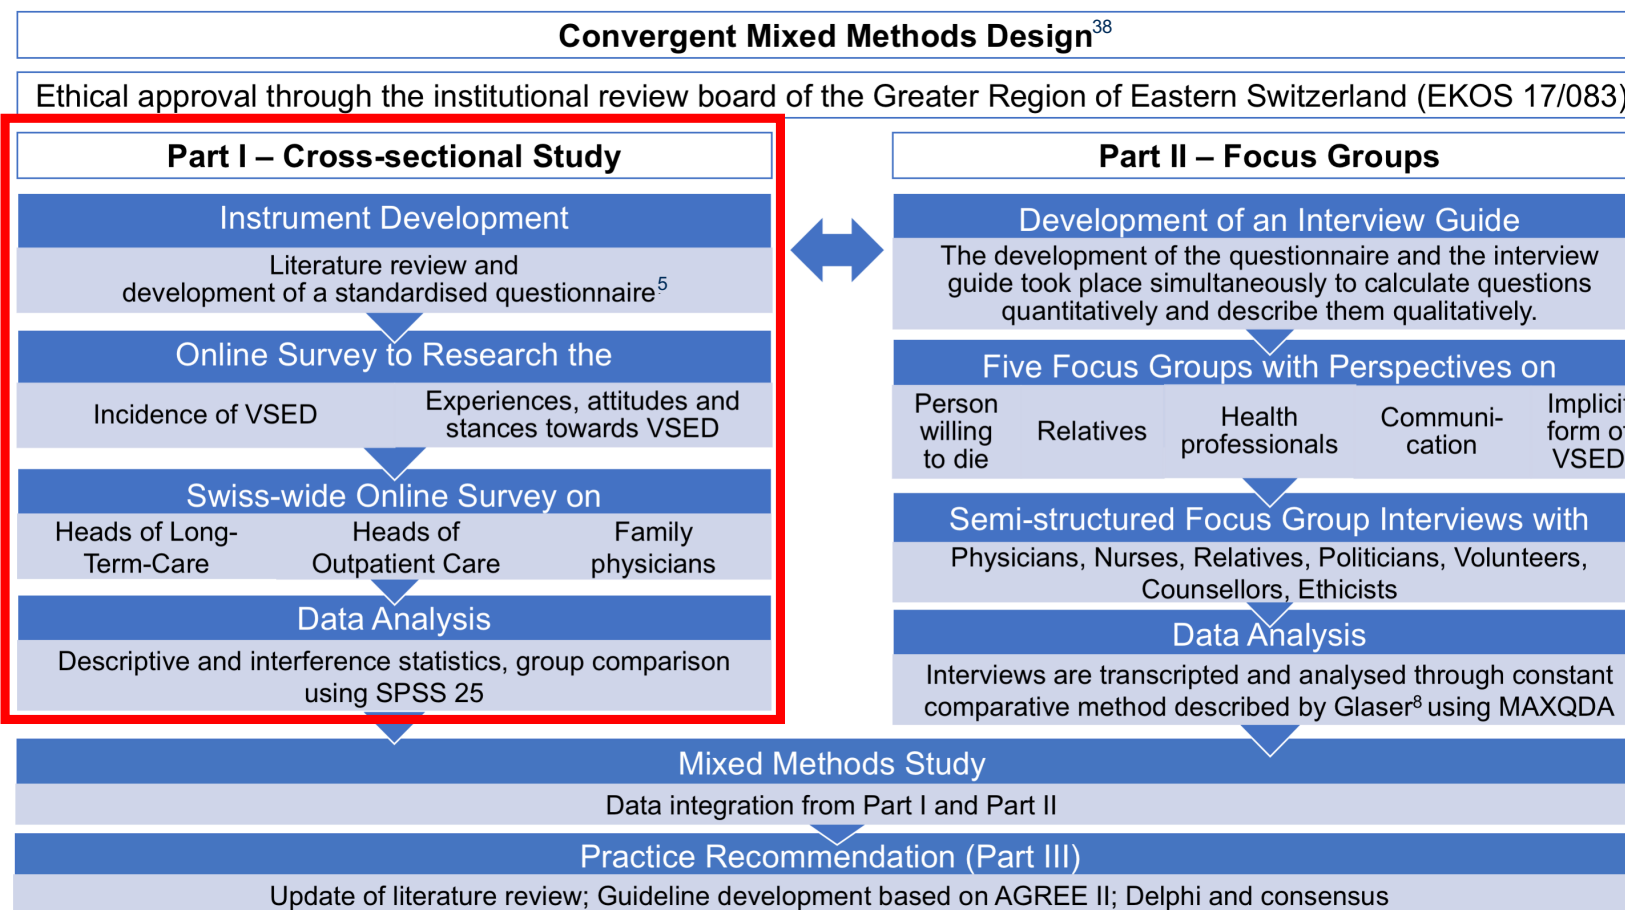 Convergent Mixed Methods Design38
Ethical approval through the institutional review board of the Greater Region of Eastern Switzerland (EKOS 17/083)
Part I – Cross-sectional Study
Instrument Development
Literature review and
development of a standardised questionnaire5
Online Survey to Research the
Incidence of VSED
Experiences, attitudes and
stances towards VSED
Swiss-wide Online Survey on
Heads of Long-
Term-Care
Heads of
Outpatient Care
Family
physicians
Data Analysis
Descriptive and interference statistics, group comparison
using SPSS 25
Part II – Focus Groups
Development of an Interview Guide
The development of the questionnaire and the interview
guide took place simultaneously to calculate questions
quantitatively and describe them qualitatively.
Five Focus Groups with Perspectives on
Person
willing
to die
Relatives
Health
professionals
Communi-
cation
Implicit
form of
VSED
Semi-structured Focus Group Interviews with
Physicians, Nurses, Relatives, Politicians, Volunteers,
Counsellors, Ethicists
Data Analysis
Interviews are transcripted and analysed through constant
comparative method described by Glaser8 using MAXQDA
Mixed Methods Study
Data integration from Part I and Part II
Practice Recommendation (Part III)
Update of literature review; Guideline development based on AGREE II; Delphi and consensus